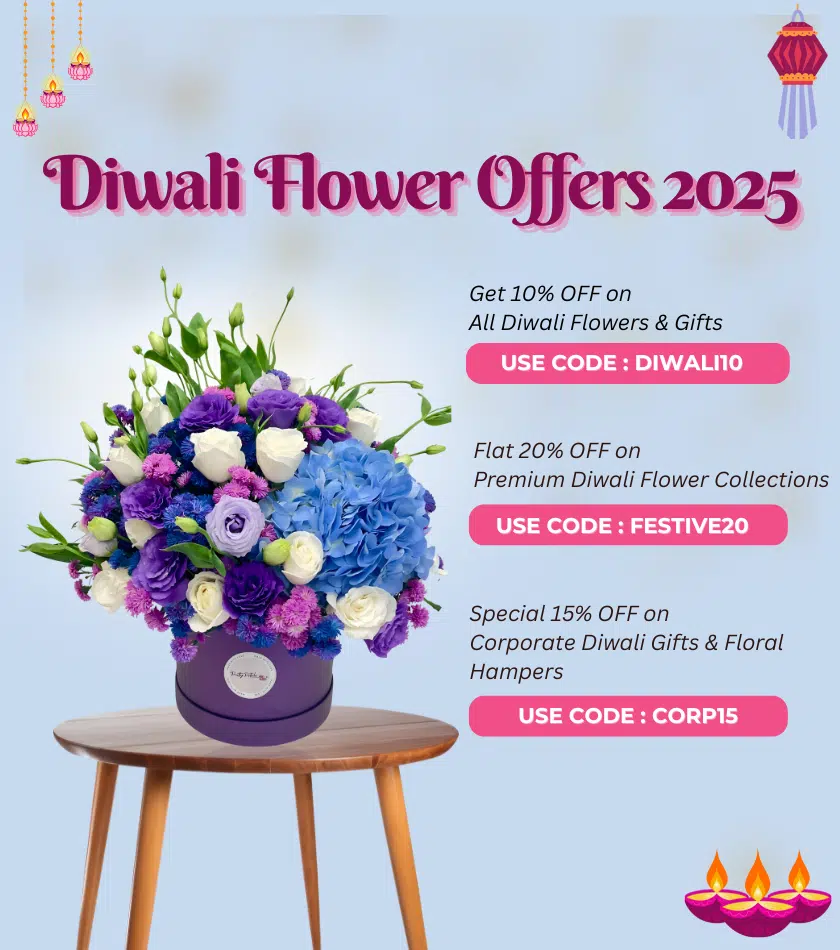 Diwali Flower Offers 2025
Get 10% OFF on
All Diwali Flowers & Gifts
USE CODE : DIWALI10
Flat 20% OFF on
Premium Diwali Flower Collections
USE CODE : FESTIVE20
Special 15% OFF on
Corporate Diwali Gifts & Floral
Hampers
USE CODE : CORP15